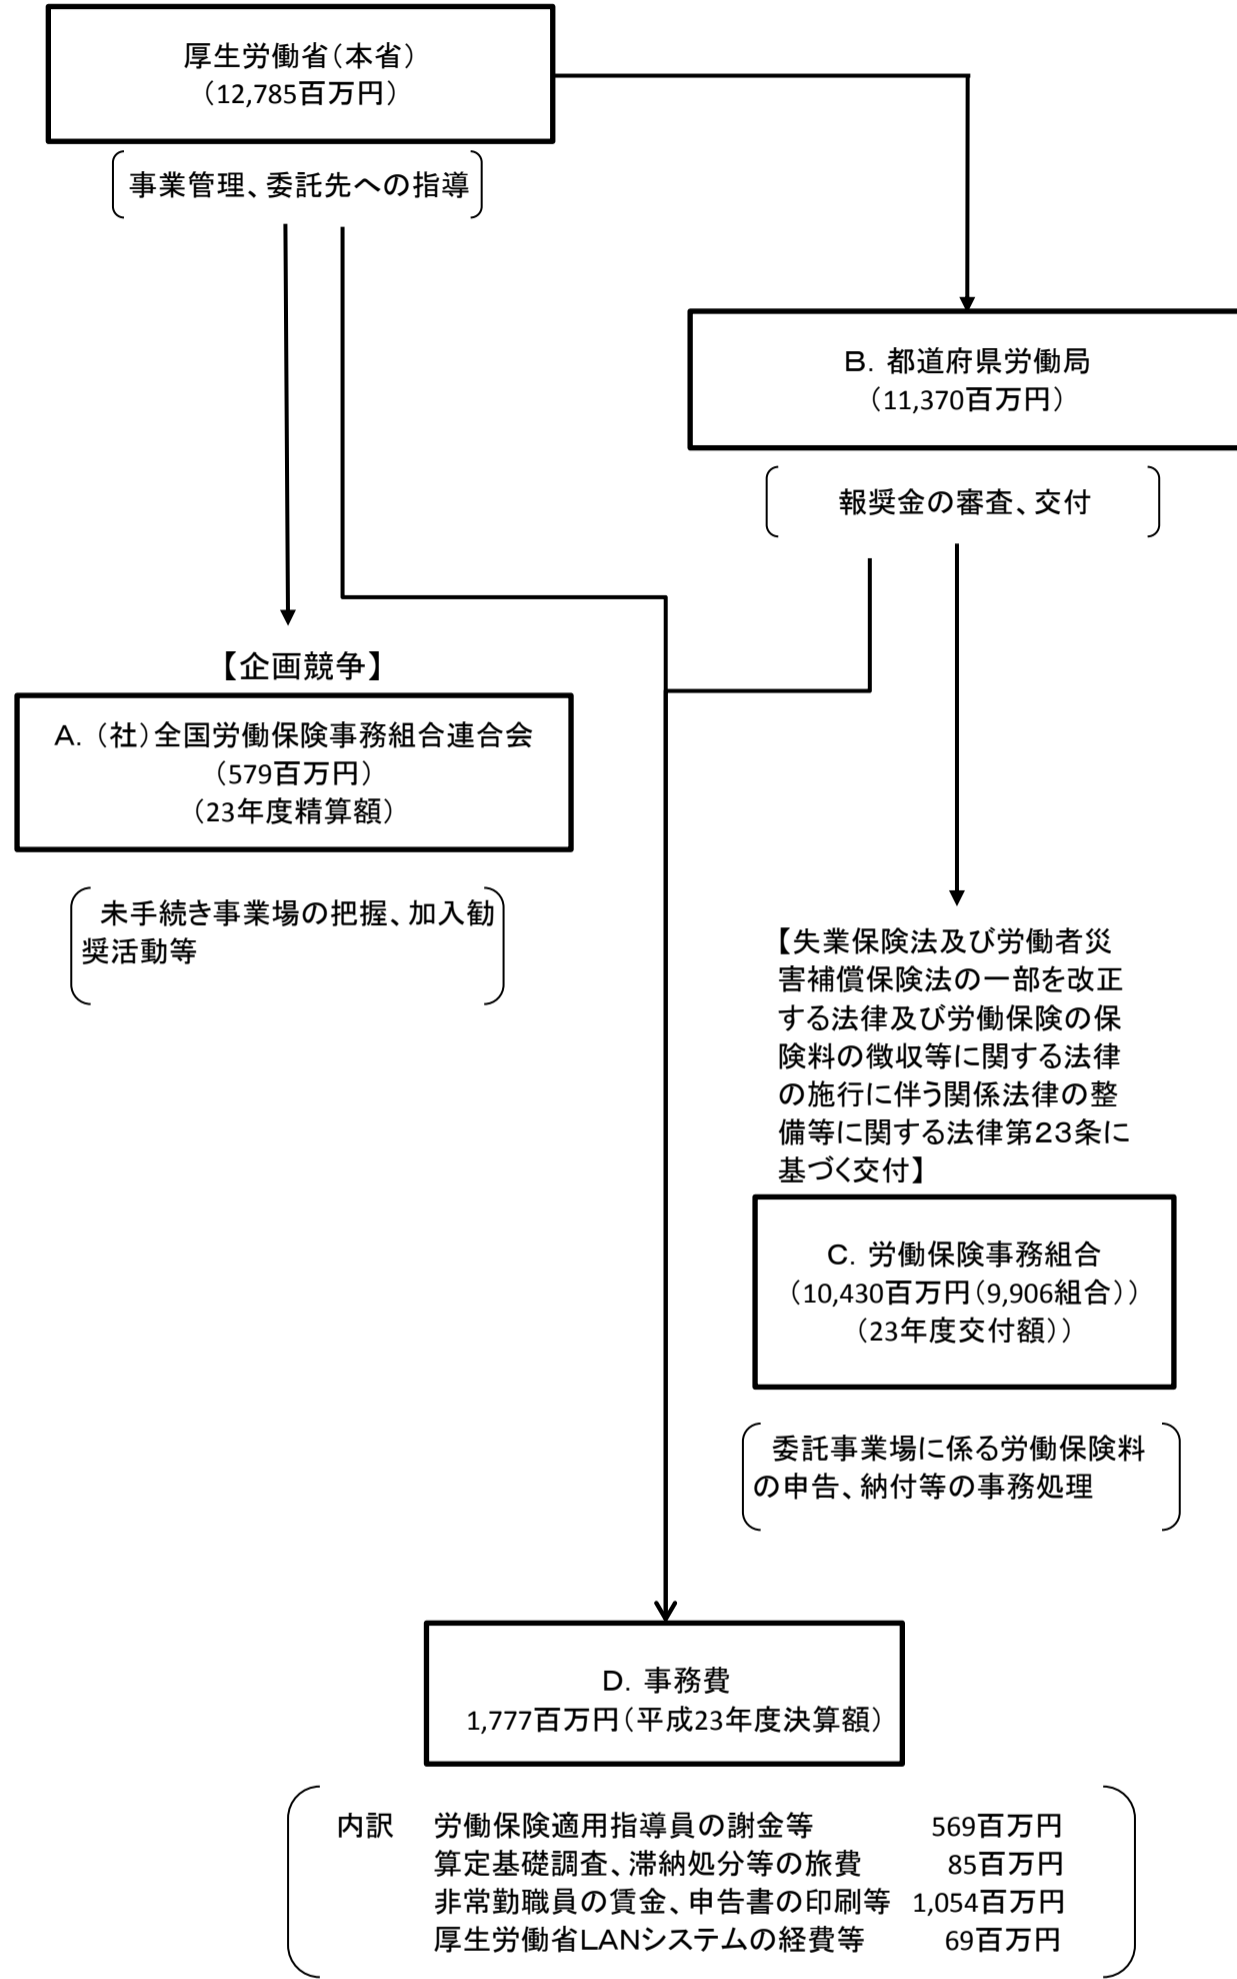 厚生労働省(本省)
(12,785百万円)
事業管理、委託先への指導
B. 都道府県労働局
(11,370百万円)
報奨金の審査、交付
【企画競争】
A. (社)全国労働保険事務組合連合会
(579百万円)
(23年度精算額)
未手続き事業場の把握、加入勧
奨活動等
【失業保険法及び労働者災
害補償保険法の一部を改正
する法律及び労働保険の保
険料の徴収等に関する法律
の施行に伴う関係法律の整
備等に関する法律第23条に
基づく交付】
C. 労働保険事務組合
(10,430百万円(9,906組合))
(23年度交付額))
委託事業場に係る労働保険料
の申告、納付等の事務処理
D. 事務費
1,777百万円(平成23年度決算額)
内訳 労働保険適用指導員の謝金等 569百万円
算定基礎調査、滞納処分等の旅費 85百万円
非常勤職員の賃金、申告書の印刷等 1,054百万円
厚生労働省LANシステムの経費等 69百万円